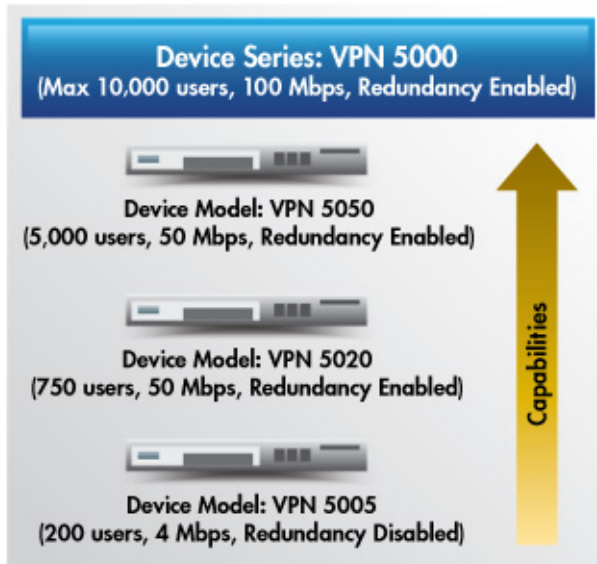 Device Series: VPN 5000
(Max 10,000 users, 100 Mbps, Redundancy Enabled)
Device Model: VPN 5050
(5,000 users, 50 Mbps, Redundancy Enabled)
Device Model: VPN 5020
(750 users, 50 Mbps, Redundancy Enabled)
Device Model: VPN 5005
(200 users, 4 Mbps, Redundancy Disabled)
Capabilities